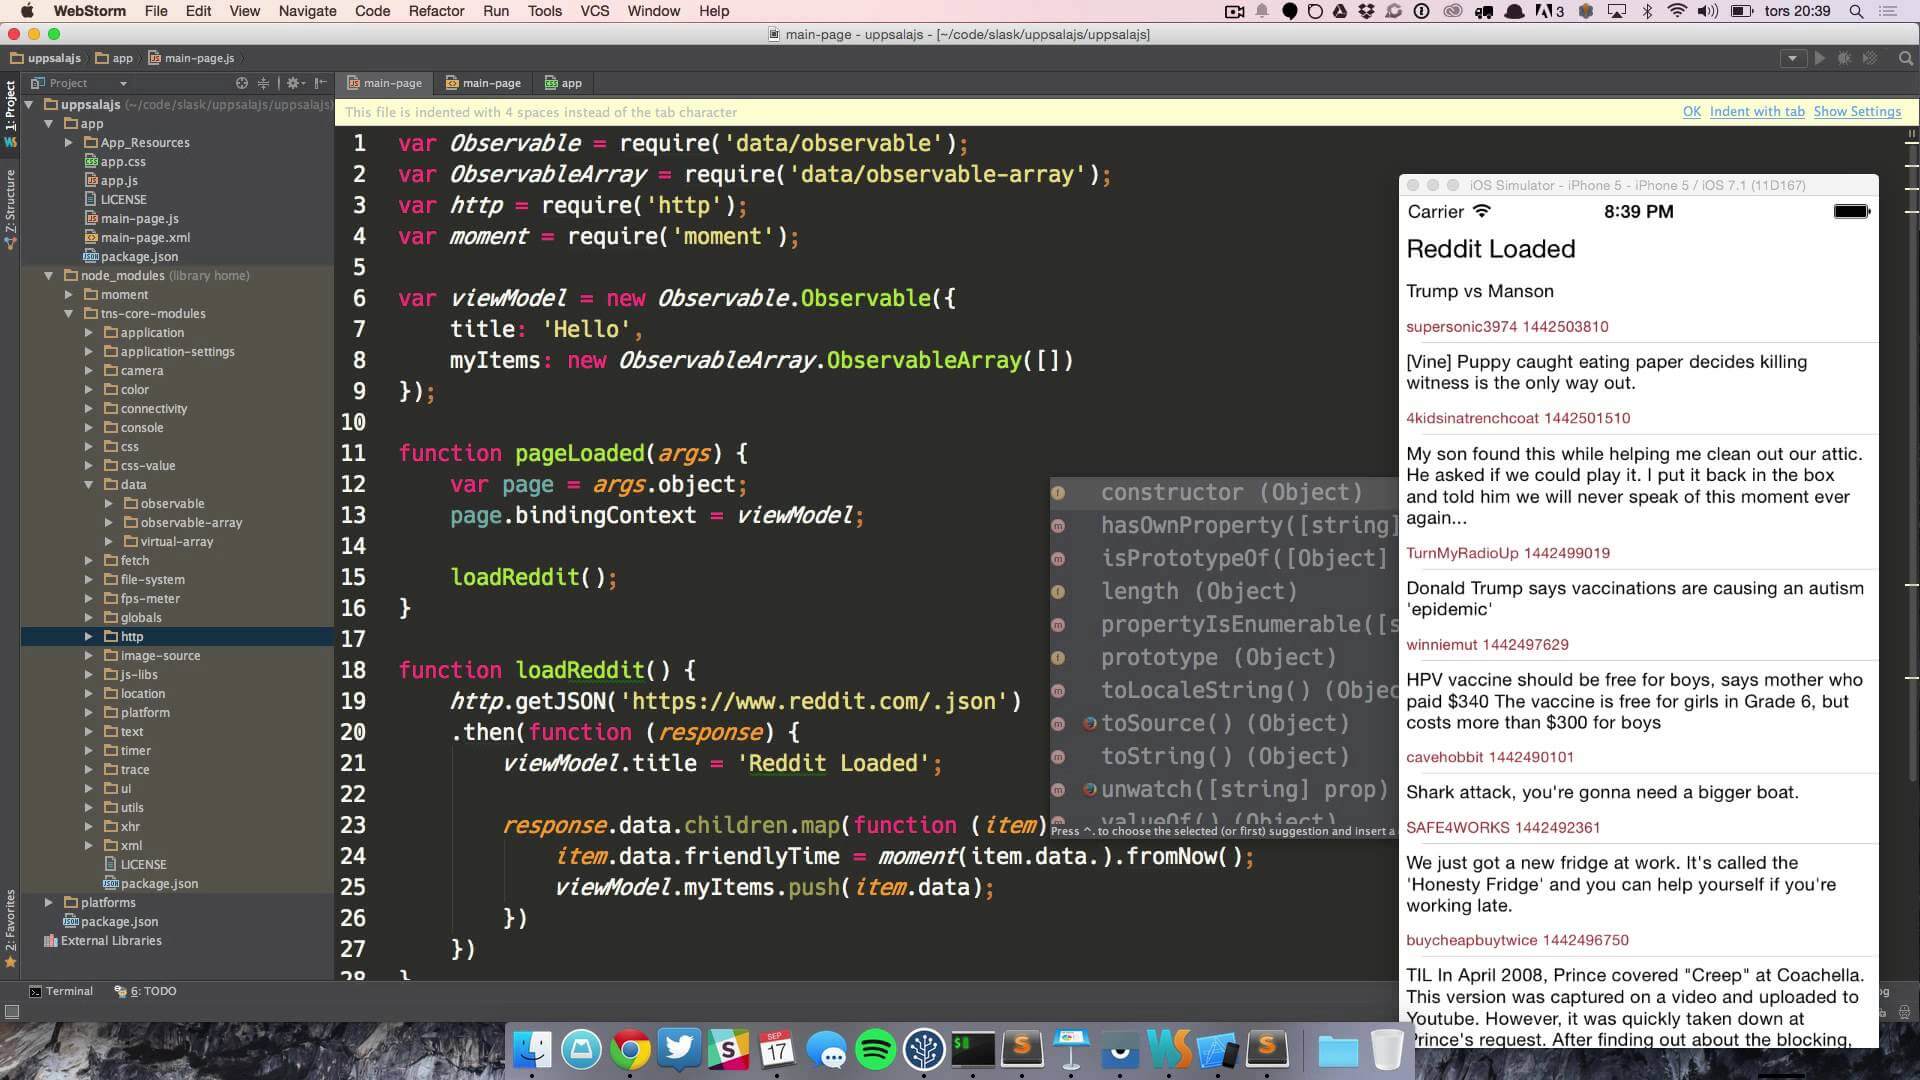 WebStorm File Edit View Navigate Code Refactor Run Tools VCS Window Help
3 tors 20:39
main-page - uppsalajs - [~/code/slask/uppsalajs/uppsalajs]
uppsalajs app main-page.js
Project
main-page main-page app
1: Project
Z: Structure
2: Favorites
uppsalajs (~/code/slask/uppsalajs/uppsalajs)
app
App_Resources
app.css
app.js
LICENSE
main-page.js
main-page.xml
package.json
node_modules (library home)
moment
tns-core-modules
application
application-settings
camera
color
connectivity
console
css
css-value
data
observable
observable-array
virtual-array
fetch
file-system
fps-meter
globals
http
image-source
js-libs
location
platform
text
timer
trace
ui
utils
xhr
xml
LICENSE
package.json
platforms
package.json
External Libraries
This file is indented with 4 spaces instead of the tab character
OK Indent with tab Show Settings
1 var Observable = require('data/observable');
2 var ObservableArray = require('data/observable-array');
3 var http = require('http');
4 var moment = require('moment');
5
6 var viewModel = new Observable.Observable({
7 title: 'Hello',
8 myItems: new ObservableArray.ObservableArray([])
9 });
10
11 function pageLoaded(args) {
12 var page = args.object;
13 page.bindingContext = viewModel;
14
15 loadReddit();
16 }
17
18 function loadReddit() {
19 http.getJSON('https://www.reddit.com/.json')
20 .then(function (response) {
21 viewModel.title = 'Reddit Loaded';
22
23 response.data.children.map(function (item)
24 item.data.friendlyTime = moment(item.data.).fromNow();
25 viewModel.myItems.push(item.data);
26 })
27 })
28 }
constructor (Object)
hasOwnProperty([string]
isPrototypeOf([Object]
length (Object)
propertyIsEnumerable([s
prototype (Object)
toLocaleString() (Objec
toSource() (Object)
toString() (Object)
unwatch([string] prop)
valueOf() (Object)
Press ^. to choose the selected (or first) suggestion and insert a
iOS Simulator - iPhone 5 - iPhone 5 / iOS 7.1 (11D167)
Carrier 8:39 PM
Reddit Loaded
Trump vs Manson
supersonic3974 1442503810
[Vine] Puppy caught eating paper decides killing
witness is the only way out.
4kidsinatrenchcoat 1442501510
My son found this while helping me clean out our attic.
He asked if we could play it. I put it back in the box
and told him we will never speak of this moment ever
again...
TurnMyRadioUp 1442499019
Donald Trump says vaccinations are causing an autism
'epidemic'
winniemut 1442497629
HPV vaccine should be free for boys, says mother who
paid $340 The vaccine is free for girls in Grade 6, but
costs more than $300 for boys
cavehobbit 1442490101
Shark attack, you're gonna need a bigger boat.
SAFE4WORKS 1442492361
We just got a new fridge at work. It's called the
'Honesty Fridge' and you can help yourself if you're
working late.
buycheapbuytwice 1442496750
TIL In April 2008, Prince covered "Creep" at Coachella.
This version was captured on a video and uploaded to
Youtube. However, it was quickly taken down at
Prince's request. After finding out about the blocking,
Terminal 6: TODO
SEP
17